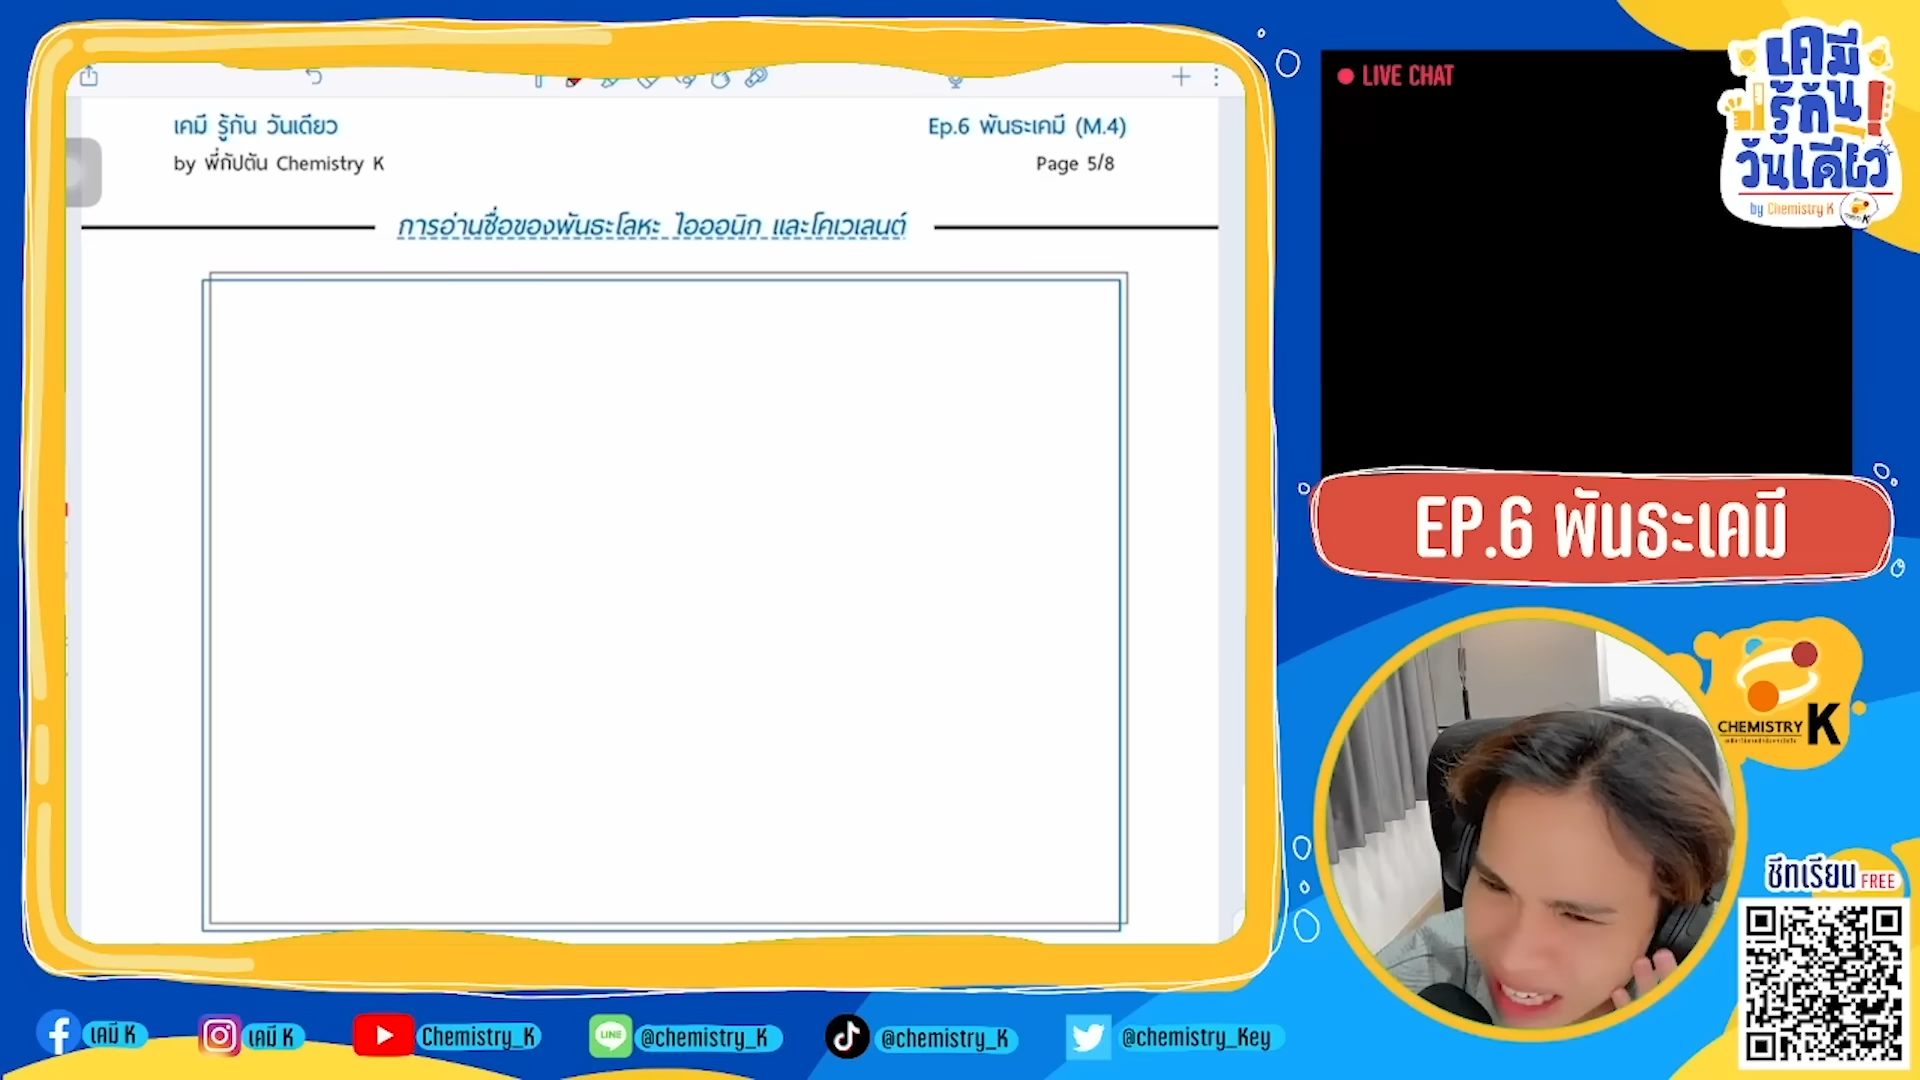 เคมี รู้กัน วันเดียว
Ep.6 พันธะเคมี (M.4)
by พี่กัปตัน Chemistry K
Page 5/8
การอ่านชื่อของพันธะโลหะ ไอออนิก และโคเวเลนต์
LIVE CHAT
เคมี
รู้กัน!
วันเดียว
by Chemistry K
EP.6 พันธะเคมี
CHEMISTRY K
ชีทเรียน FREE
เคมี K
เคมี K
Chemistry_K
LINE
@chemistry_K
@chemistry_K
@chemistry_Key